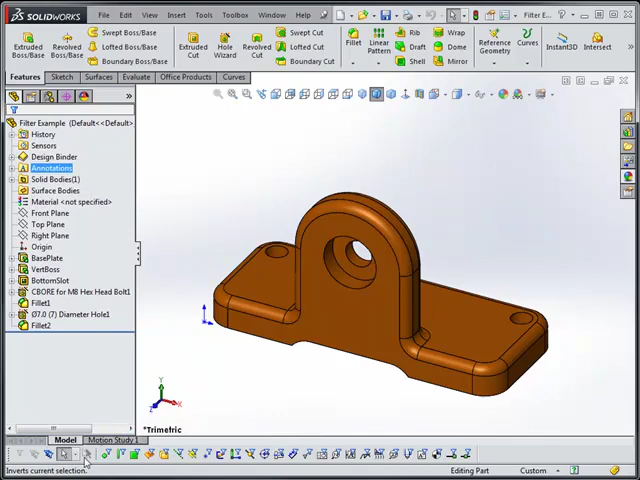 SOLIDWORKS File Edit View Insert Tools Toolbox Window Help Filter E...
Extruded Boss/Base
Revolved Boss/Base
Swept Boss/Base
Lofted Boss/Base
Boundary Boss/Base
Extruded Cut
Hole Wizard
Revolved Cut
Swept Cut
Lofted Cut
Boundary Cut
Fillet
Linear Pattern
Rib
Draft
Shell
Wrap
Dome
Mirror
Reference Geometry
Curves
Instant3D
Intersect
Features Sketch Surfaces Evaluate Office Products Curves
Filter Example (Default<<Default>
History
Sensors
Design Binder
Annotations
Solid Bodies(1)
Surface Bodies
Material <not specified>
Front Plane
Top Plane
Right Plane
Origin
BasePlate
VertBoss
BottomSlot
CBORE for M8 Hex Head Bolt1
Fillet1
Ø7.0 (7) Diameter Hole1
Fillet2
Y
X
Z
*Trimetric
Model Motion Study 1
Inverts current selection. Editing Part Custom